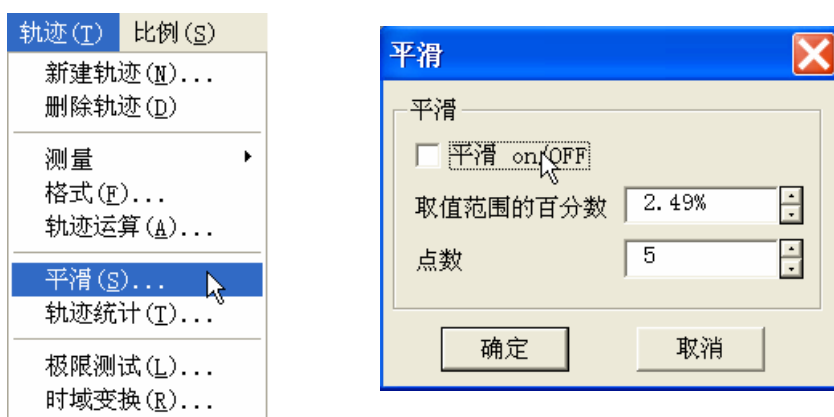 轨迹(T) 比例(S)
新建轨迹(N)...
删除轨迹(D)
测量
格式(F)...
轨迹运算(A)...
平滑(S)...
轨迹统计(T)...
极限测试(L)...
时域变换(R)...
平滑
平滑
平滑 on/OFF
取值范围的百分数 2.49%
点数 5
确定 取消